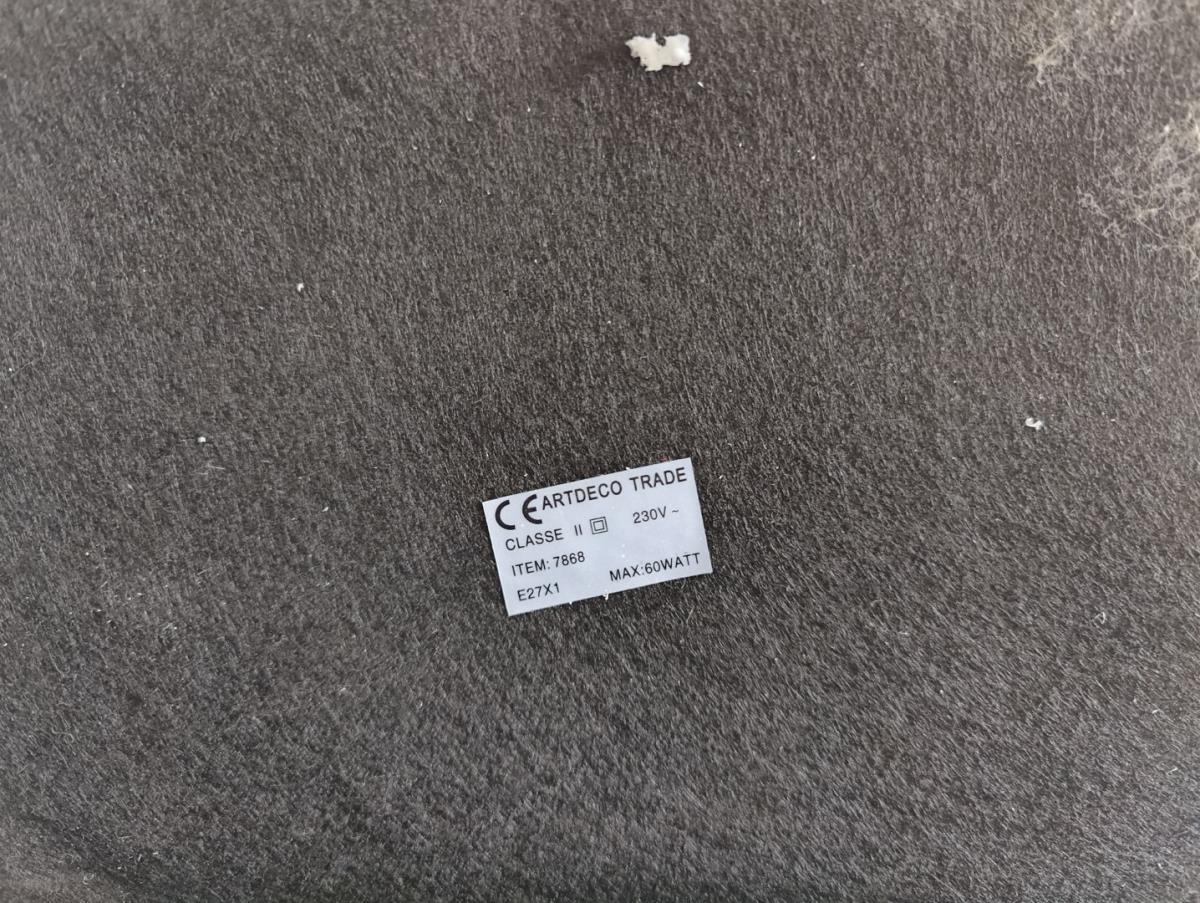 CE ARTDECO TRADE
CLASSE II 230V ~
ITEM: 7868
E27X1 MAX:60WATT